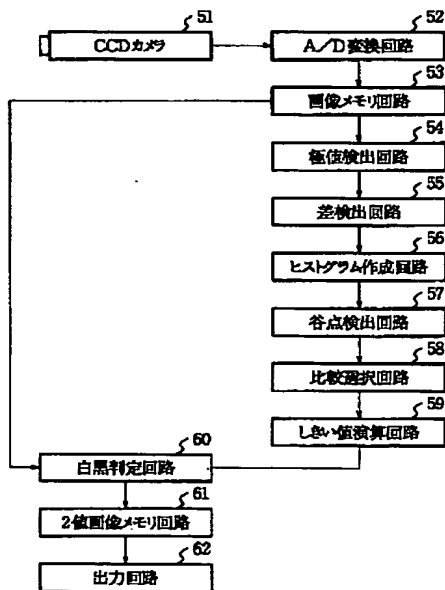 51
CCDカメラ
52
A/D変換回路
53
画像メモリ回路
54
極値検出回路
55
差検出回路
56
ヒストグラム作成回路
57
谷点検出回路
58
比較選択回路
59
しきい値演算回路
60
白黒判定回路
61
2値画像メモリ回路
62
出力回路